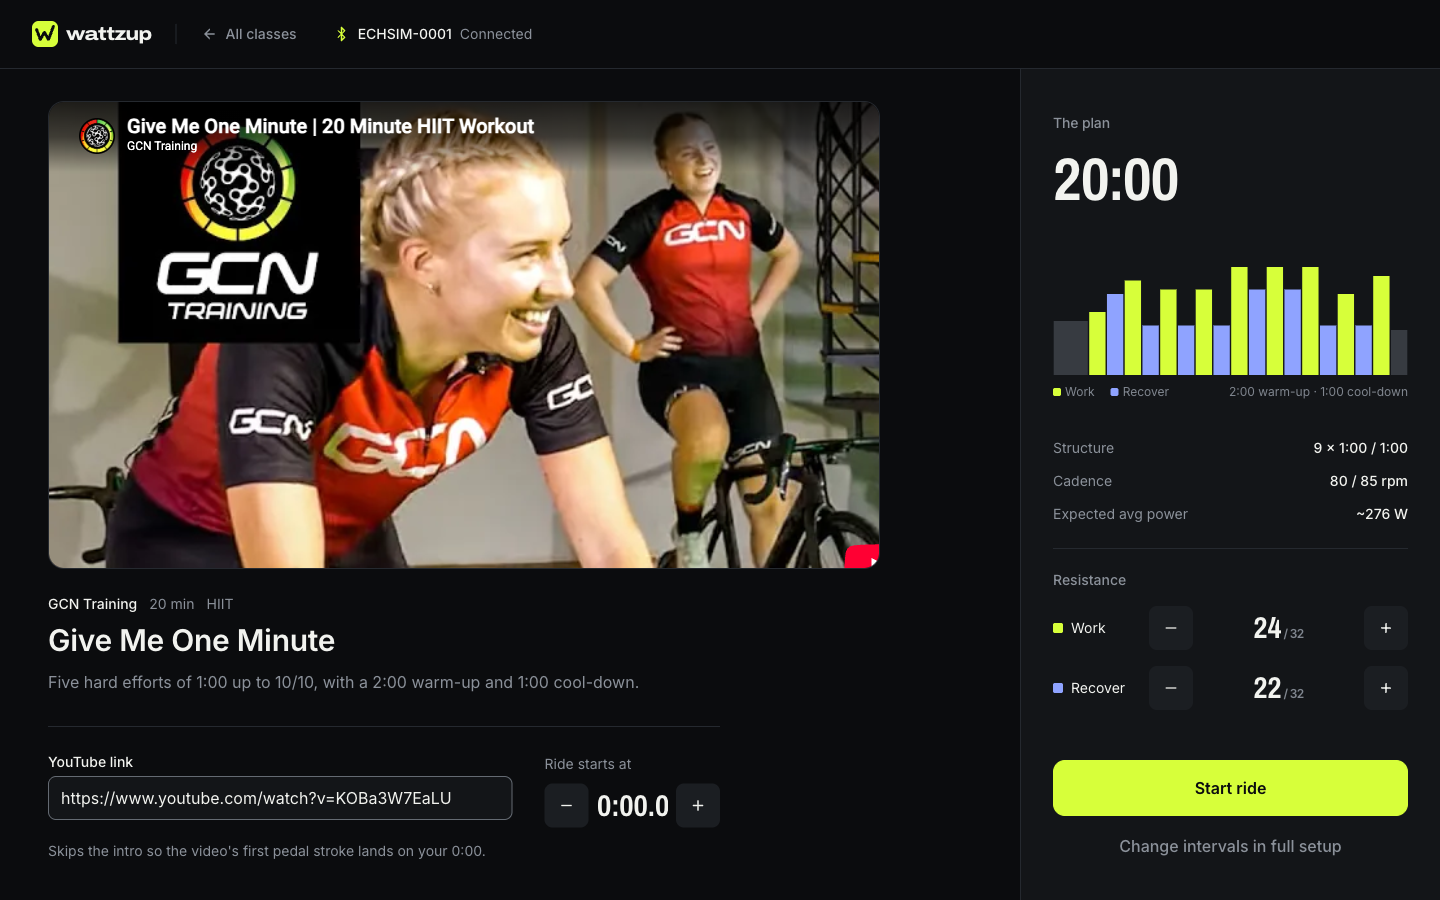 wattzup
All classes
ECHSIM-0001 Connected
Give Me One Minute | 20 Minute HIIT Workout
GCN Training
GCN
TRAINING
GCN
GCN
GCN
GCN
GCN
GCN
GCN Training 20 min HIIT
Give Me One Minute
Five hard efforts of 1:00 up to 10/10, with a 2:00 warm-up and 1:00 cool-down.
YouTube link
https://www.youtube.com/watch?v=KOBa3W7EaLU
Skips the intro so the video's first pedal stroke lands on your 0:00.
Ride starts at
− 0:00.0 +
The plan
20:00
Work Recover 2:00 warm-up · 1:00 cool-down
Structure 9 × 1:00 / 1:00
Cadence 80 / 85 rpm
Expected avg power ~276 W
Resistance
Work − 24 / 32 +
Recover − 22 / 32 +
Start ride
Change intervals in full setup